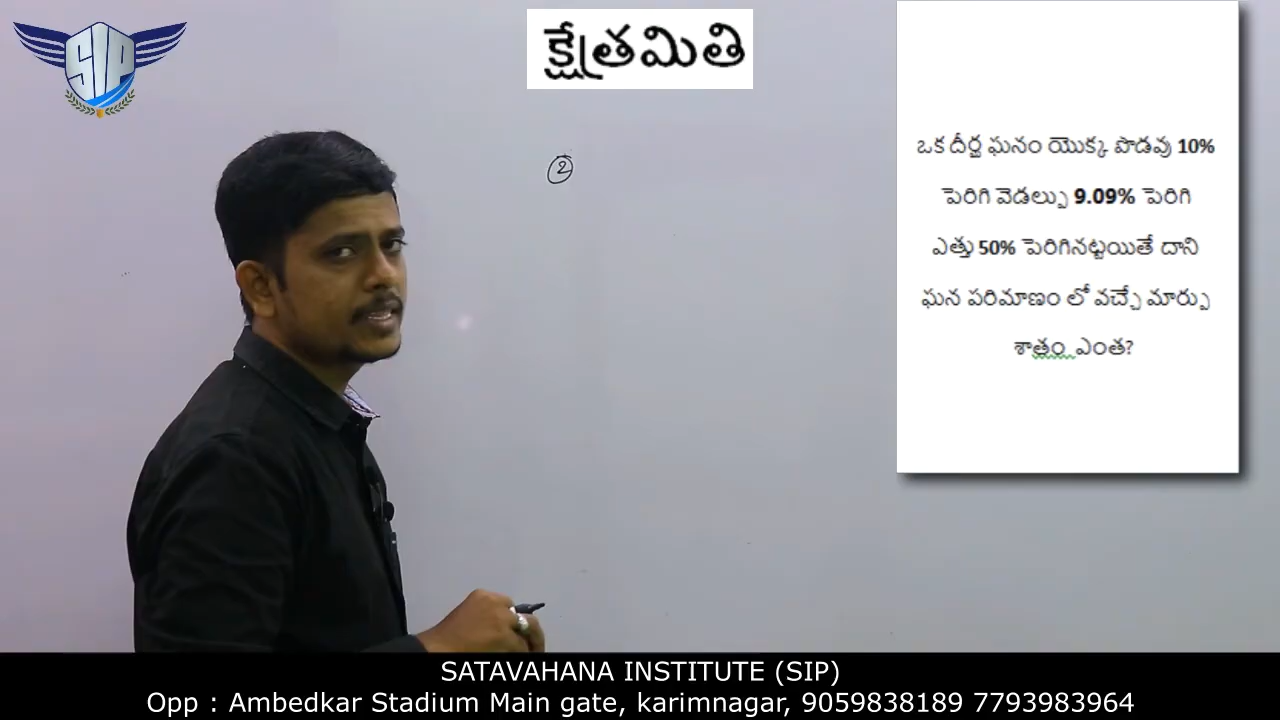 SIP
క్షేత్రమితి
2
ఒక దీర్ఘ ఘనం యొక్క పొడవు 10%
పెరిగి వెడల్పు 9.09% పెరిగి
ఎత్తు 50% పెరిగినట్టయితే దాని
ఘన పరిమాణం లో వచ్చే మార్పు
శాతం ఎంత?
SATAVAHANA INSTITUTE (SIP)
Opp : Ambedkar Stadium Main gate, karimnagar, 9059838189 7793983964